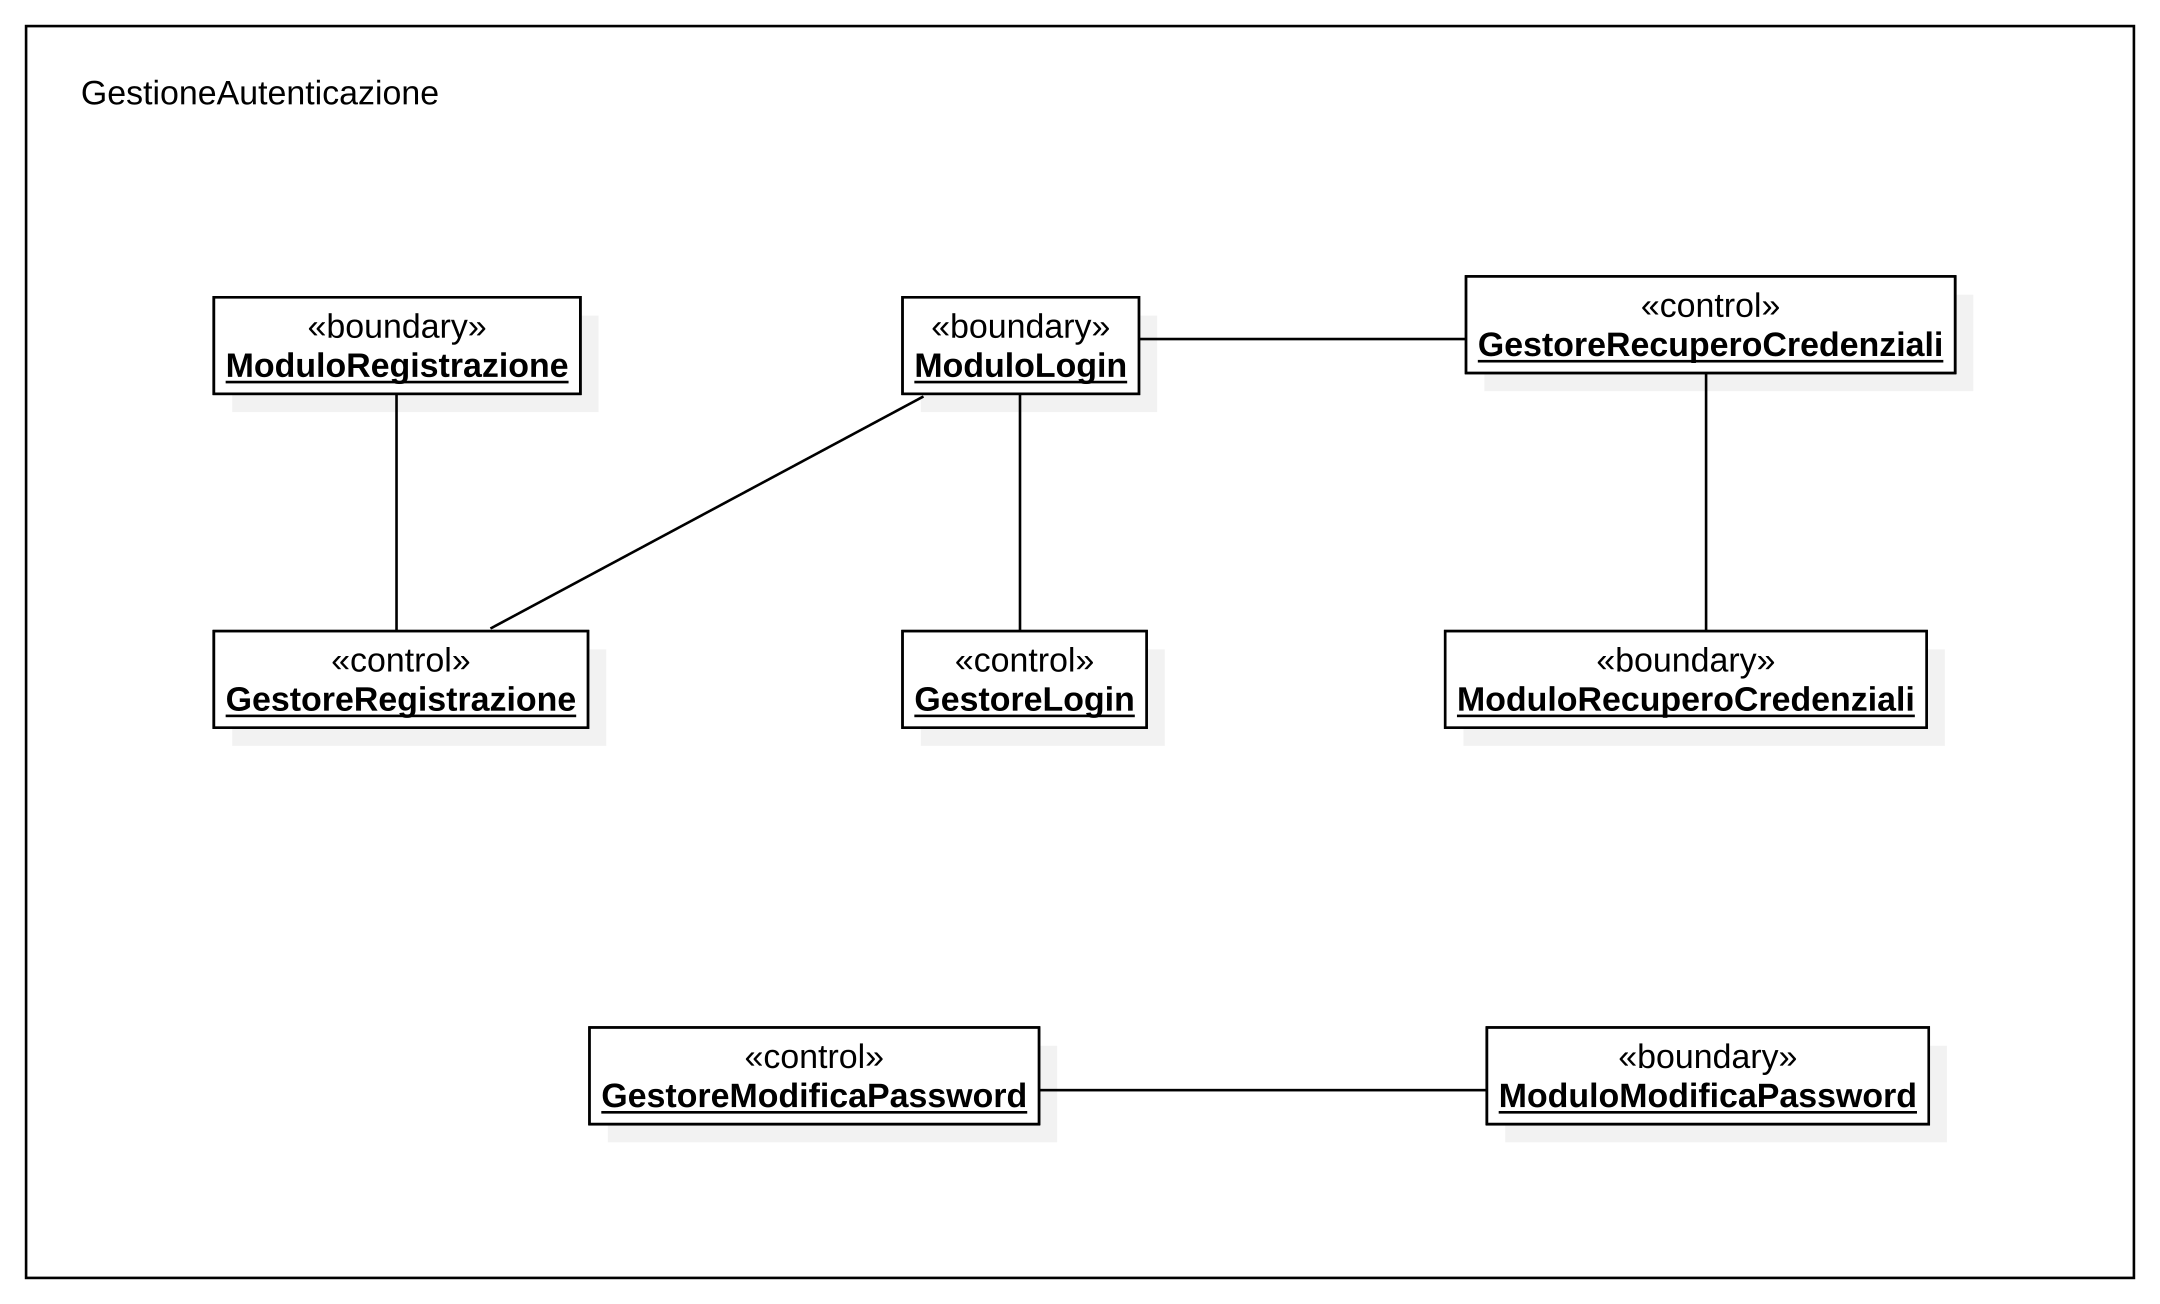 GestioneAutenticazione
«boundary»
ModuloRegistrazione
«boundary»
ModuloLogin
«control»
GestoreRecuperoCredenziali
«control»
GestoreRegistrazione
«control»
GestoreLogin
«boundary»
ModuloRecuperoCredenziali
«control»
GestoreModificaPassword
«boundary»
ModuloModificaPassword